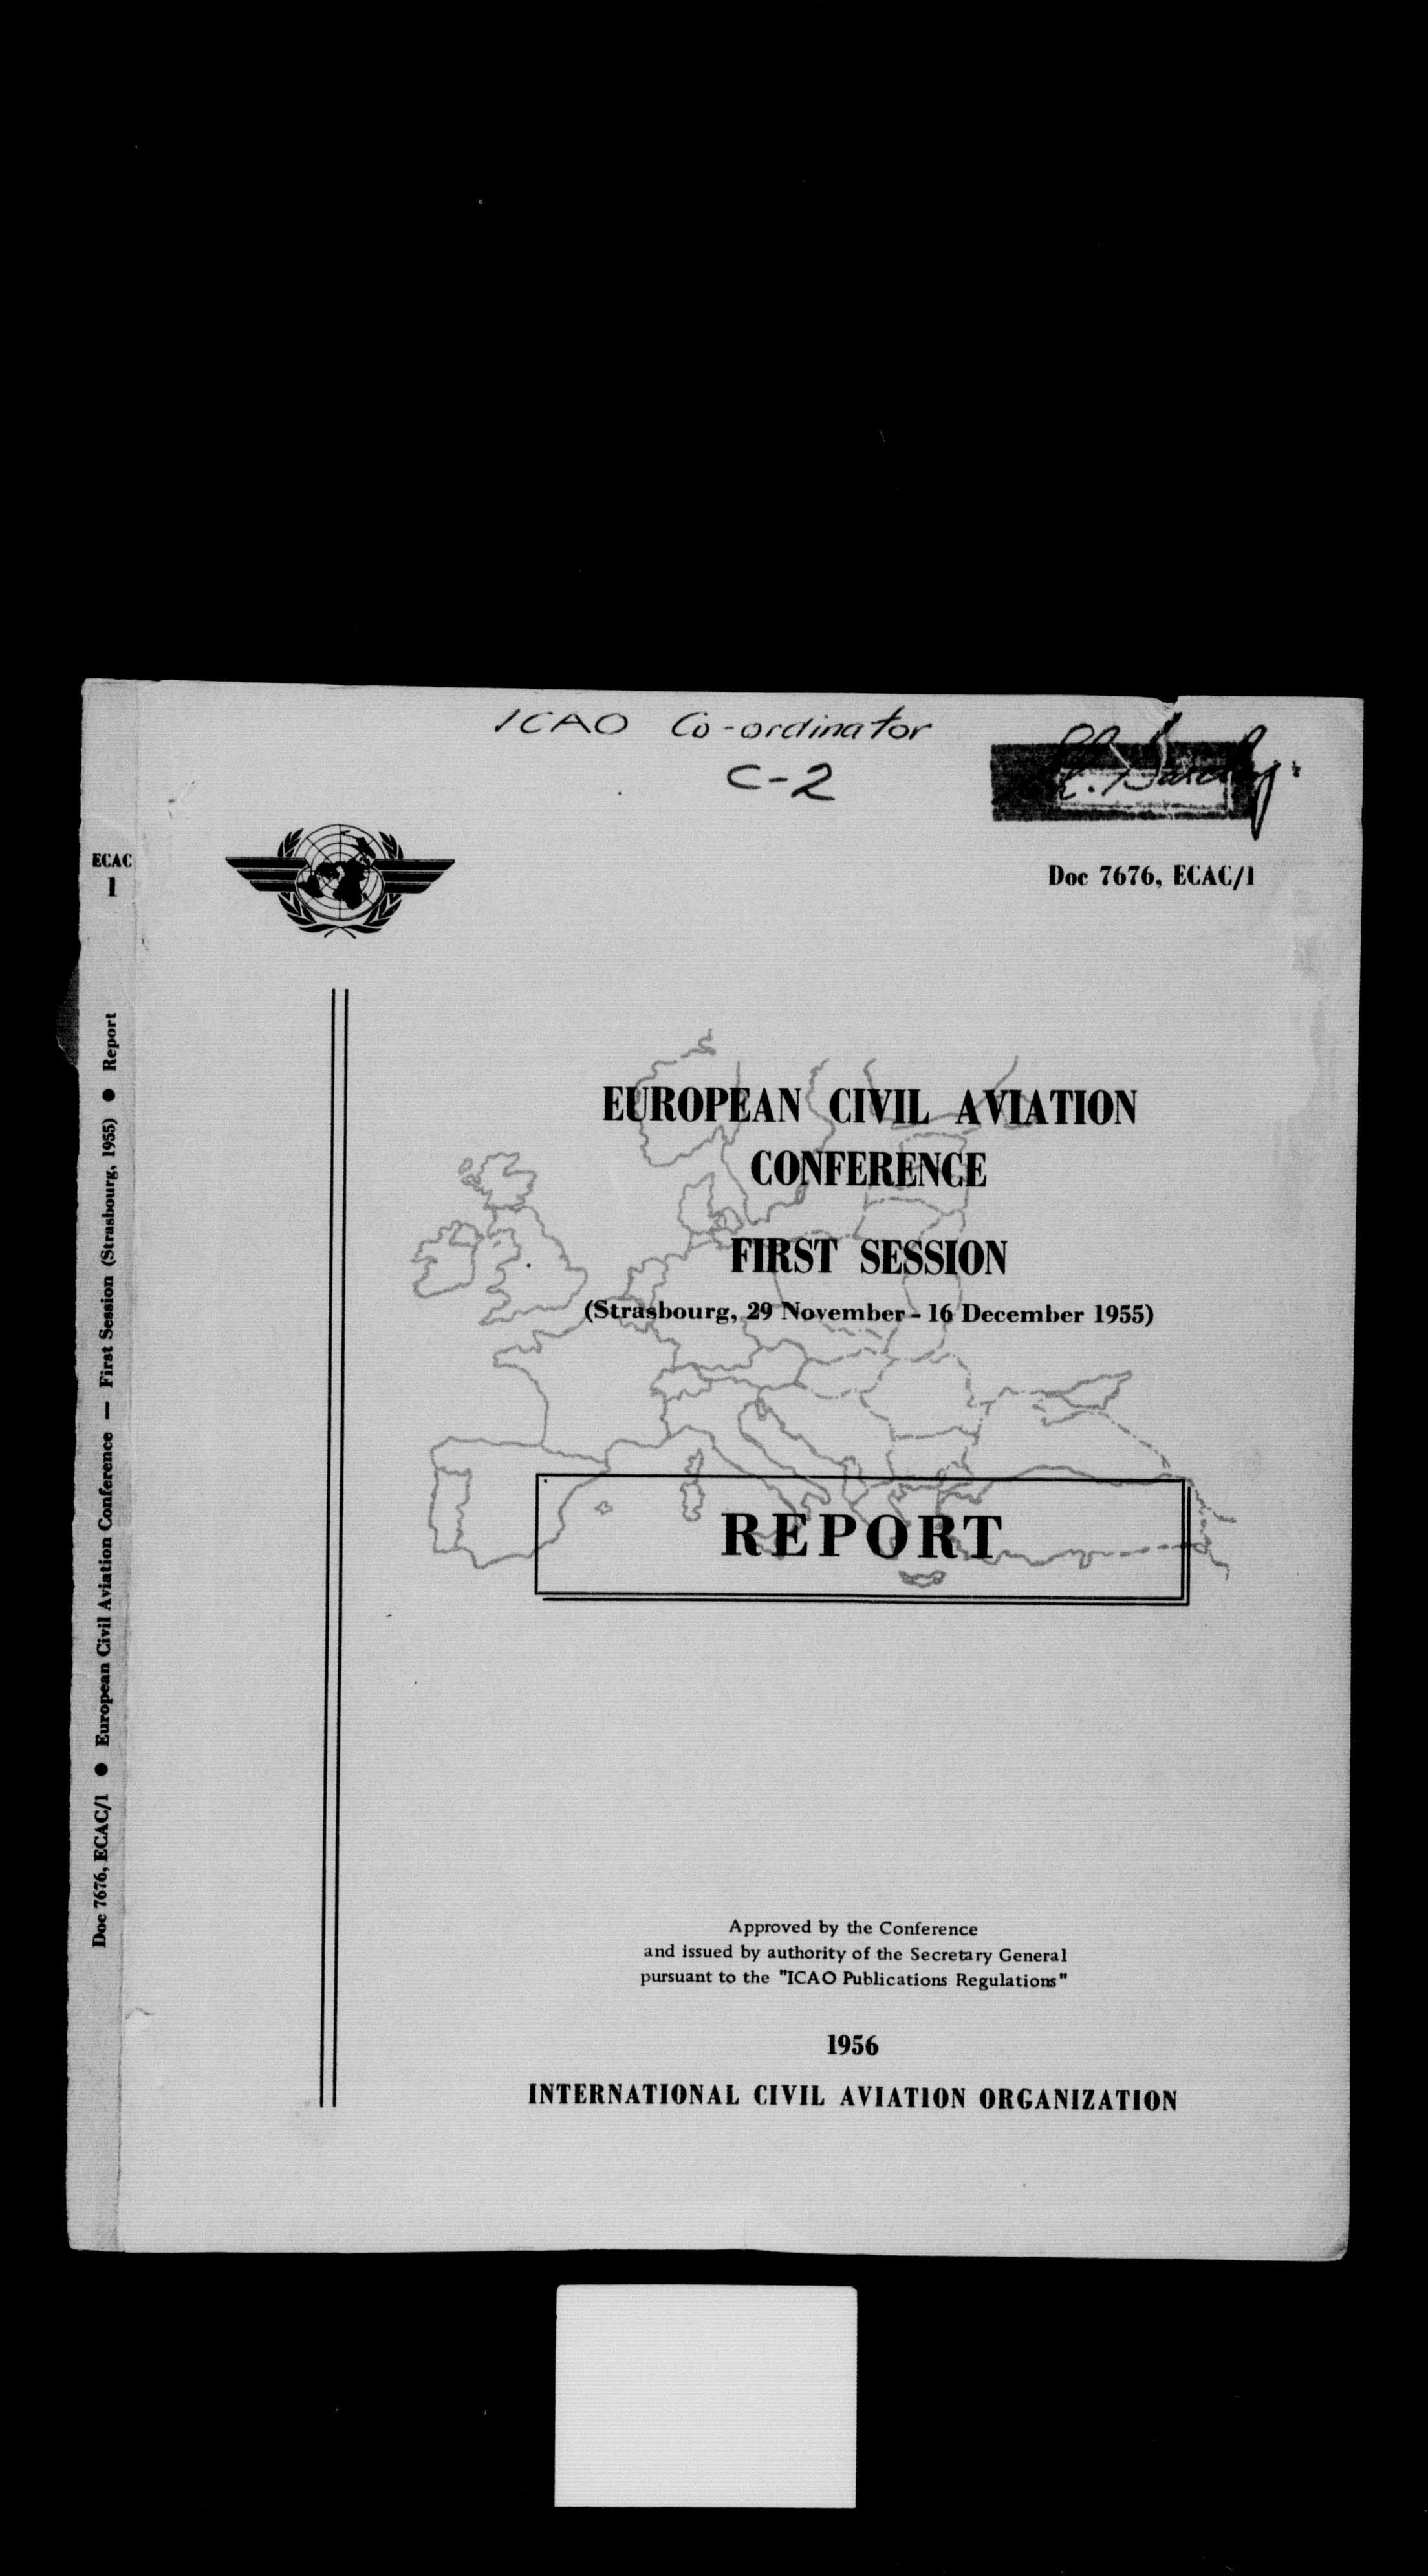 ICAO Co-ordinator
C-2
Doc 7676, ECAC/1
ECAC
1
Doc 7676, ECAC/1 ● European Civil Aviation Conference — First Session (Strasbourg, 1955) ● Report
EUROPEAN CIVIL AVIATION
CONFERENCE
FIRST SESSION
(Strasbourg, 29 November - 16 December 1955)
REPORT
Approved by the Conference
and issued by authority of the Secretary General
pursuant to the "ICAO Publications Regulations"
1956
INTERNATIONAL CIVIL AVIATION ORGANIZATION